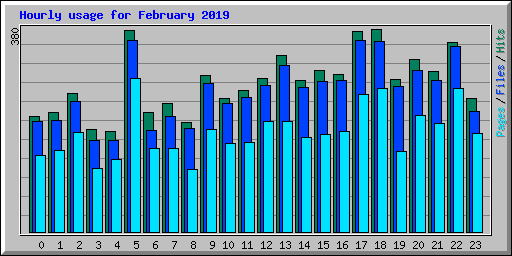 Hourly usage for February 2019
380
Pages / Files / Hits
0 1 2 3 4 5 6 7 8 9 10 11 12 13 14 15 16 17 18 19 20 21 22 23